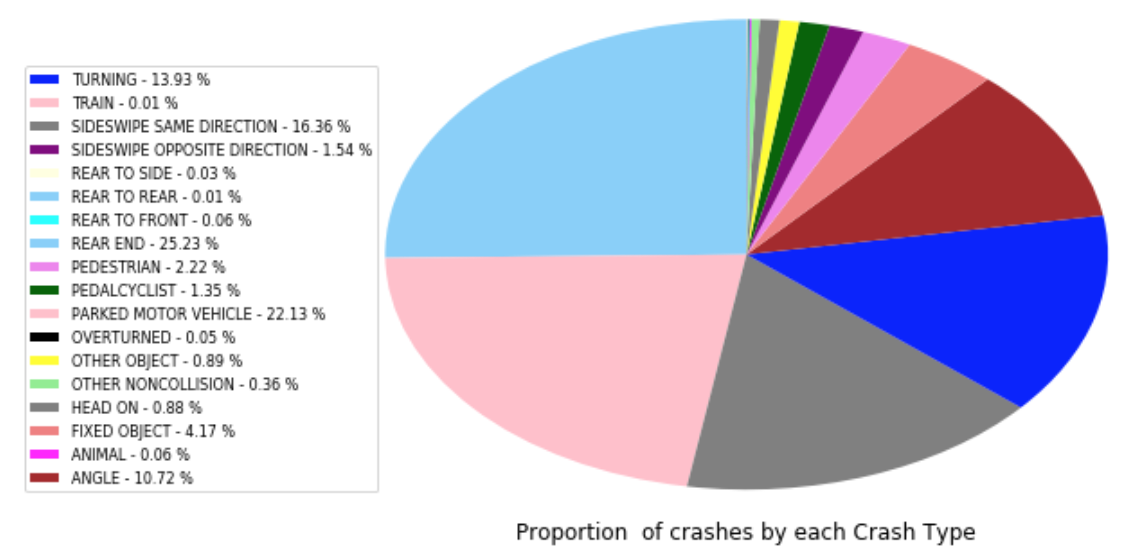 TURNING - 13.93 %
TRAIN - 0.01 %
SIDESWIPE SAME DIRECTION - 16.36 %
SIDESWIPE OPPOSITE DIRECTION - 1.54 %
REAR TO SIDE - 0.03 %
REAR TO REAR - 0.01 %
REAR TO FRONT - 0.06 %
REAR END - 25.23 %
PEDESTRIAN - 2.22 %
PEDALCYCLIST - 1.35 %
PARKED MOTOR VEHICLE - 22.13 %
OVERTURNED - 0.05 %
OTHER OBJECT - 0.89 %
OTHER NONCOLLISION - 0.36 %
HEAD ON - 0.88 %
FIXED OBJECT - 4.17 %
ANIMAL - 0.06 %
ANGLE - 10.72 %
Proportion  of crashes by each Crash Type